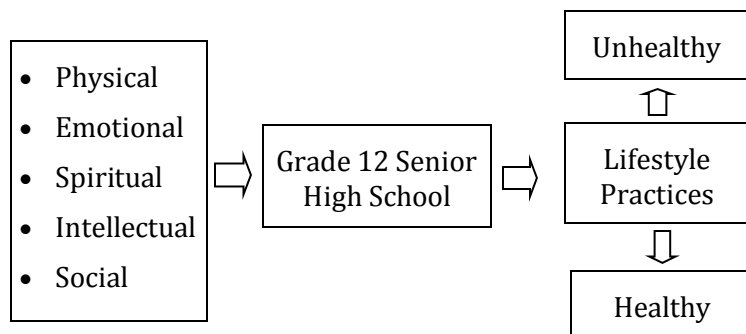 • Physical
• Emotional
• Spiritual
• Intellectual
• Social
Grade 12 Senior
High School
Unhealthy
Lifestyle
Practices
Healthy